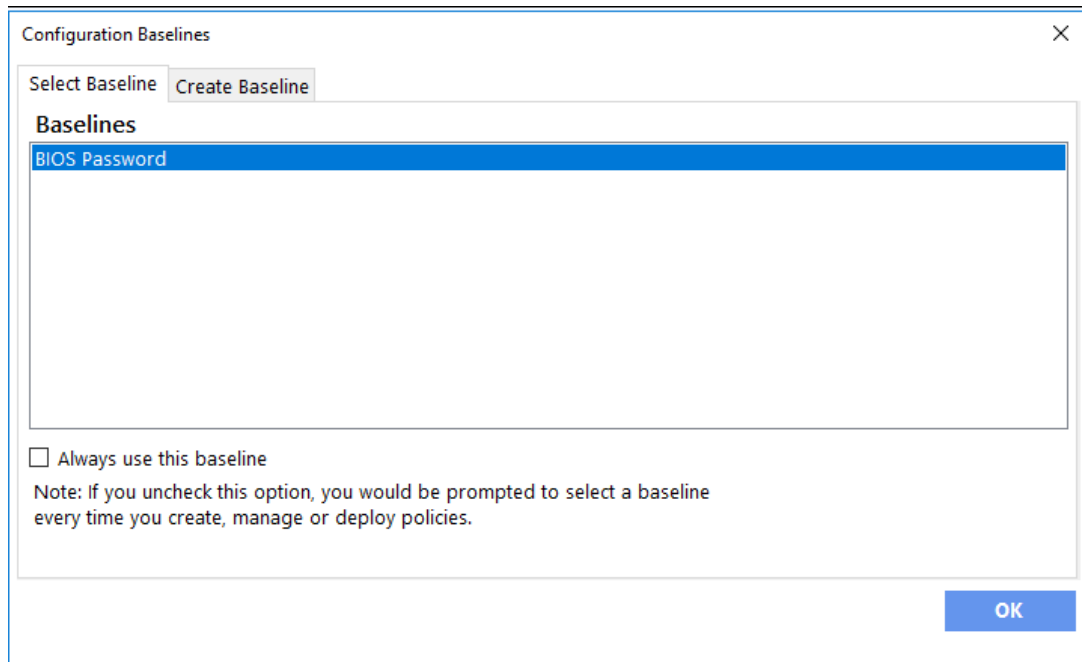 Configuration Baselines
Select Baseline
Create Baseline
Baselines
BIOS Password
Always use this baseline
Note: If you uncheck this option, you would be prompted to select a baseline
every time you create, manage or deploy policies.
OK